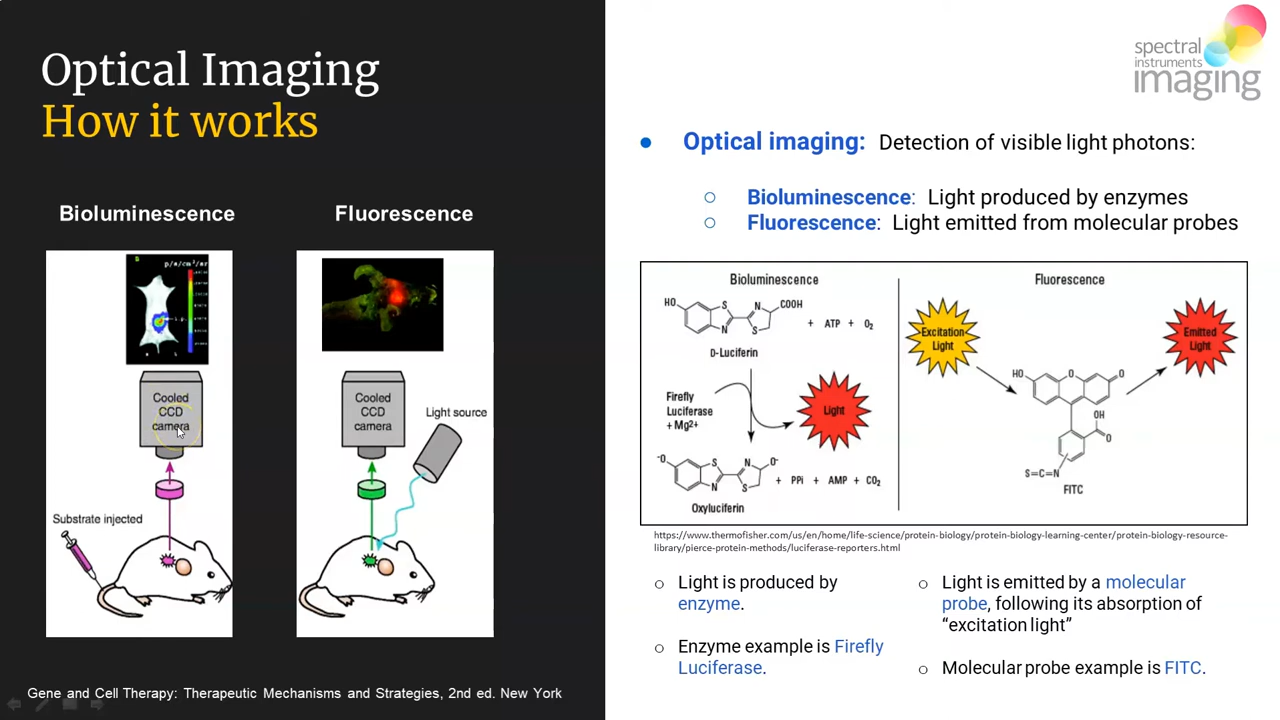 Optical Imaging
How it works
Bioluminescence
Fluorescence
p/s/cm²/sr
Cooled
CCD
camera
Substrate injected
Cooled
CCD
camera
Light source
Gene and Cell Therapy: Therapeutic Mechanisms and Strategies, 2nd ed. New York
spectral
instruments
imaging
Optical imaging: Detection of visible light photons:
Bioluminescence: Light produced by enzymes
Fluorescence: Light emitted from molecular probes
Bioluminescence
HO
S
N
N
S
COOH
+ ATP + O₂
D-Luciferin
Firefly
Luciferase
+ Mg2+
Light
⁻O
S
N
N
S
O⁻
+ PPi + AMP + CO₂
Oxyluciferin
Fluorescence
Excitation
Light
Emitted
Light
HO
O
O
OH
O
S=C=N
FITC
https://www.thermofisher.com/us/en/home/life-science/protein-biology/protein-biology-learning-center/protein-biology-resource-
library/pierce-protein-methods/luciferase-reporters.html
Light is produced by
enzyme.
Enzyme example is Firefly
Luciferase.
Light is emitted by a molecular
probe, following its absorption of
“excitation light”
Molecular probe example is FITC.